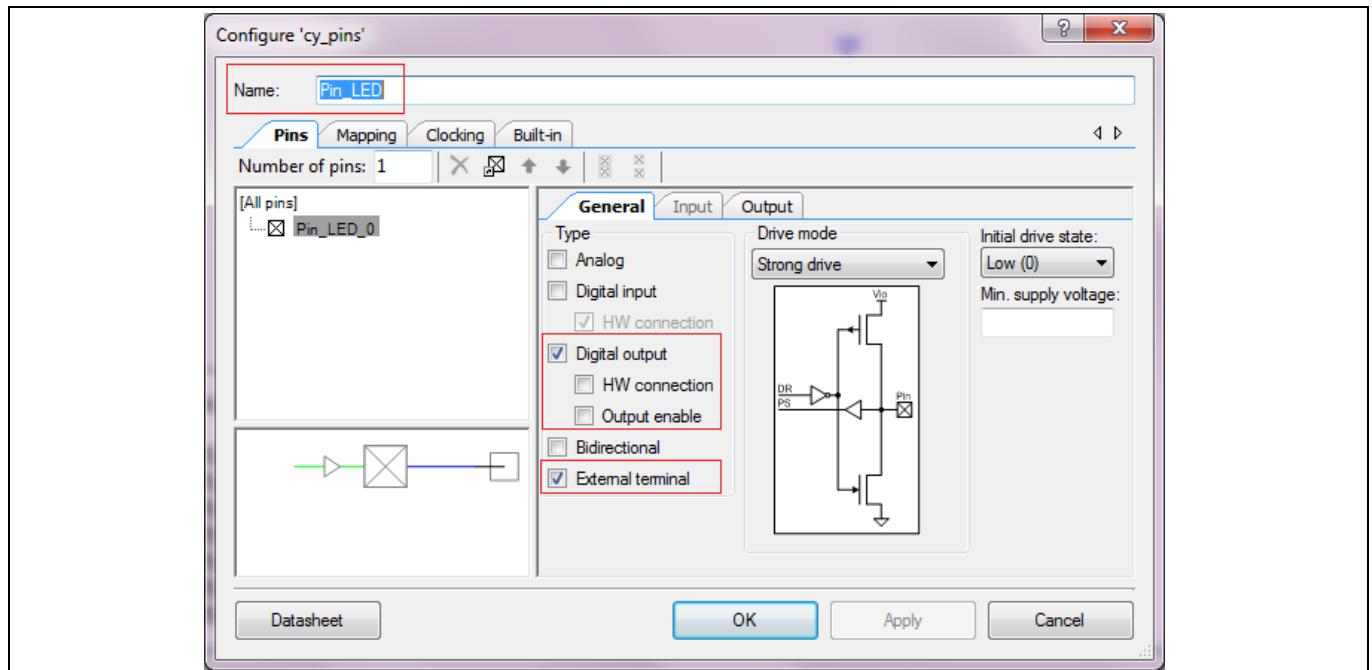 Configure 'cy_pins'
Name: Pin_LED
Pins Mapping Clocking Built-in
Number of pins: 1
[All pins]
Pin_LED_0
General Input Output
Type
Analog
Digital input
HW connection
Digital output
HW connection
Output enable
Bidirectional
External terminal
Drive mode
Strong drive
Vio
DR
PS
Pin
Initial drive state:
Low (0)
Min. supply voltage:
Datasheet OK Apply Cancel